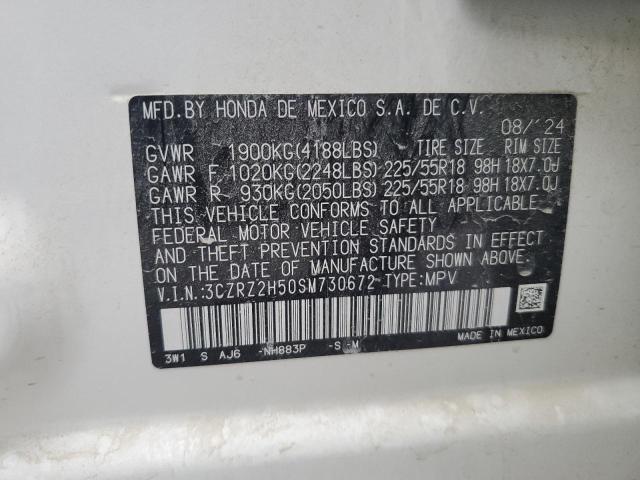 MFD.BY HONDA DE MEXICO S.A. DE C.V.
08/'24
GVWR 1900KG(4188LBS) TIRE SIZE RIM SIZE
GAWR F 1020KG(2248LBS) 225/55R18 98H 18X7.0J
GAWR R 930KG(2050LBS) 225/55R18 98H 18X7.0J
THIS VEHICLE CONFORMS TO ALL APPLICABLE
FEDERAL MOTOR VEHICLE SAFETY
AND THEFT PREVENTION STANDARDS IN EFFECT
ON THE DATE OF MANUFACTURE SHOWN ABOVE.
V.I.N.:3CZRZ2H50SM730672 TYPE:MPV
3W1 S AJ6 -NH883P -S -M MADE IN MEXICO